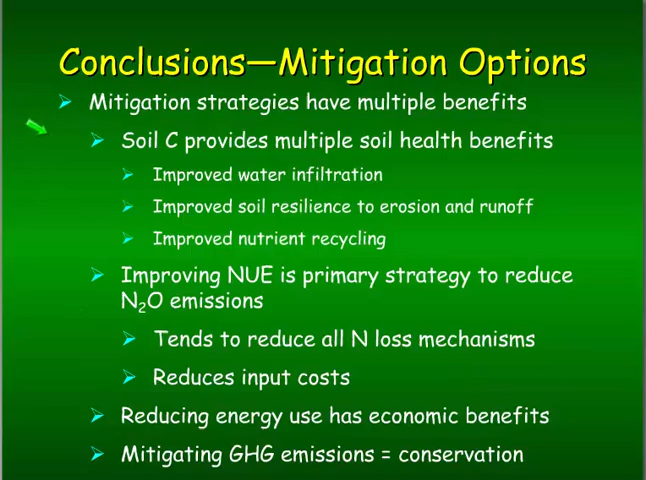 Conclusions—Mitigation Options
Mitigation strategies have multiple benefits
Soil C provides multiple soil health benefits
Improved water infiltration
Improved soil resilience to erosion and runoff
Improved nutrient recycling
Improving NUE is primary strategy to reduce
N₂O emissions
Tends to reduce all N loss mechanisms
Reduces input costs
Reducing energy use has economic benefits
Mitigating GHG emissions = conservation